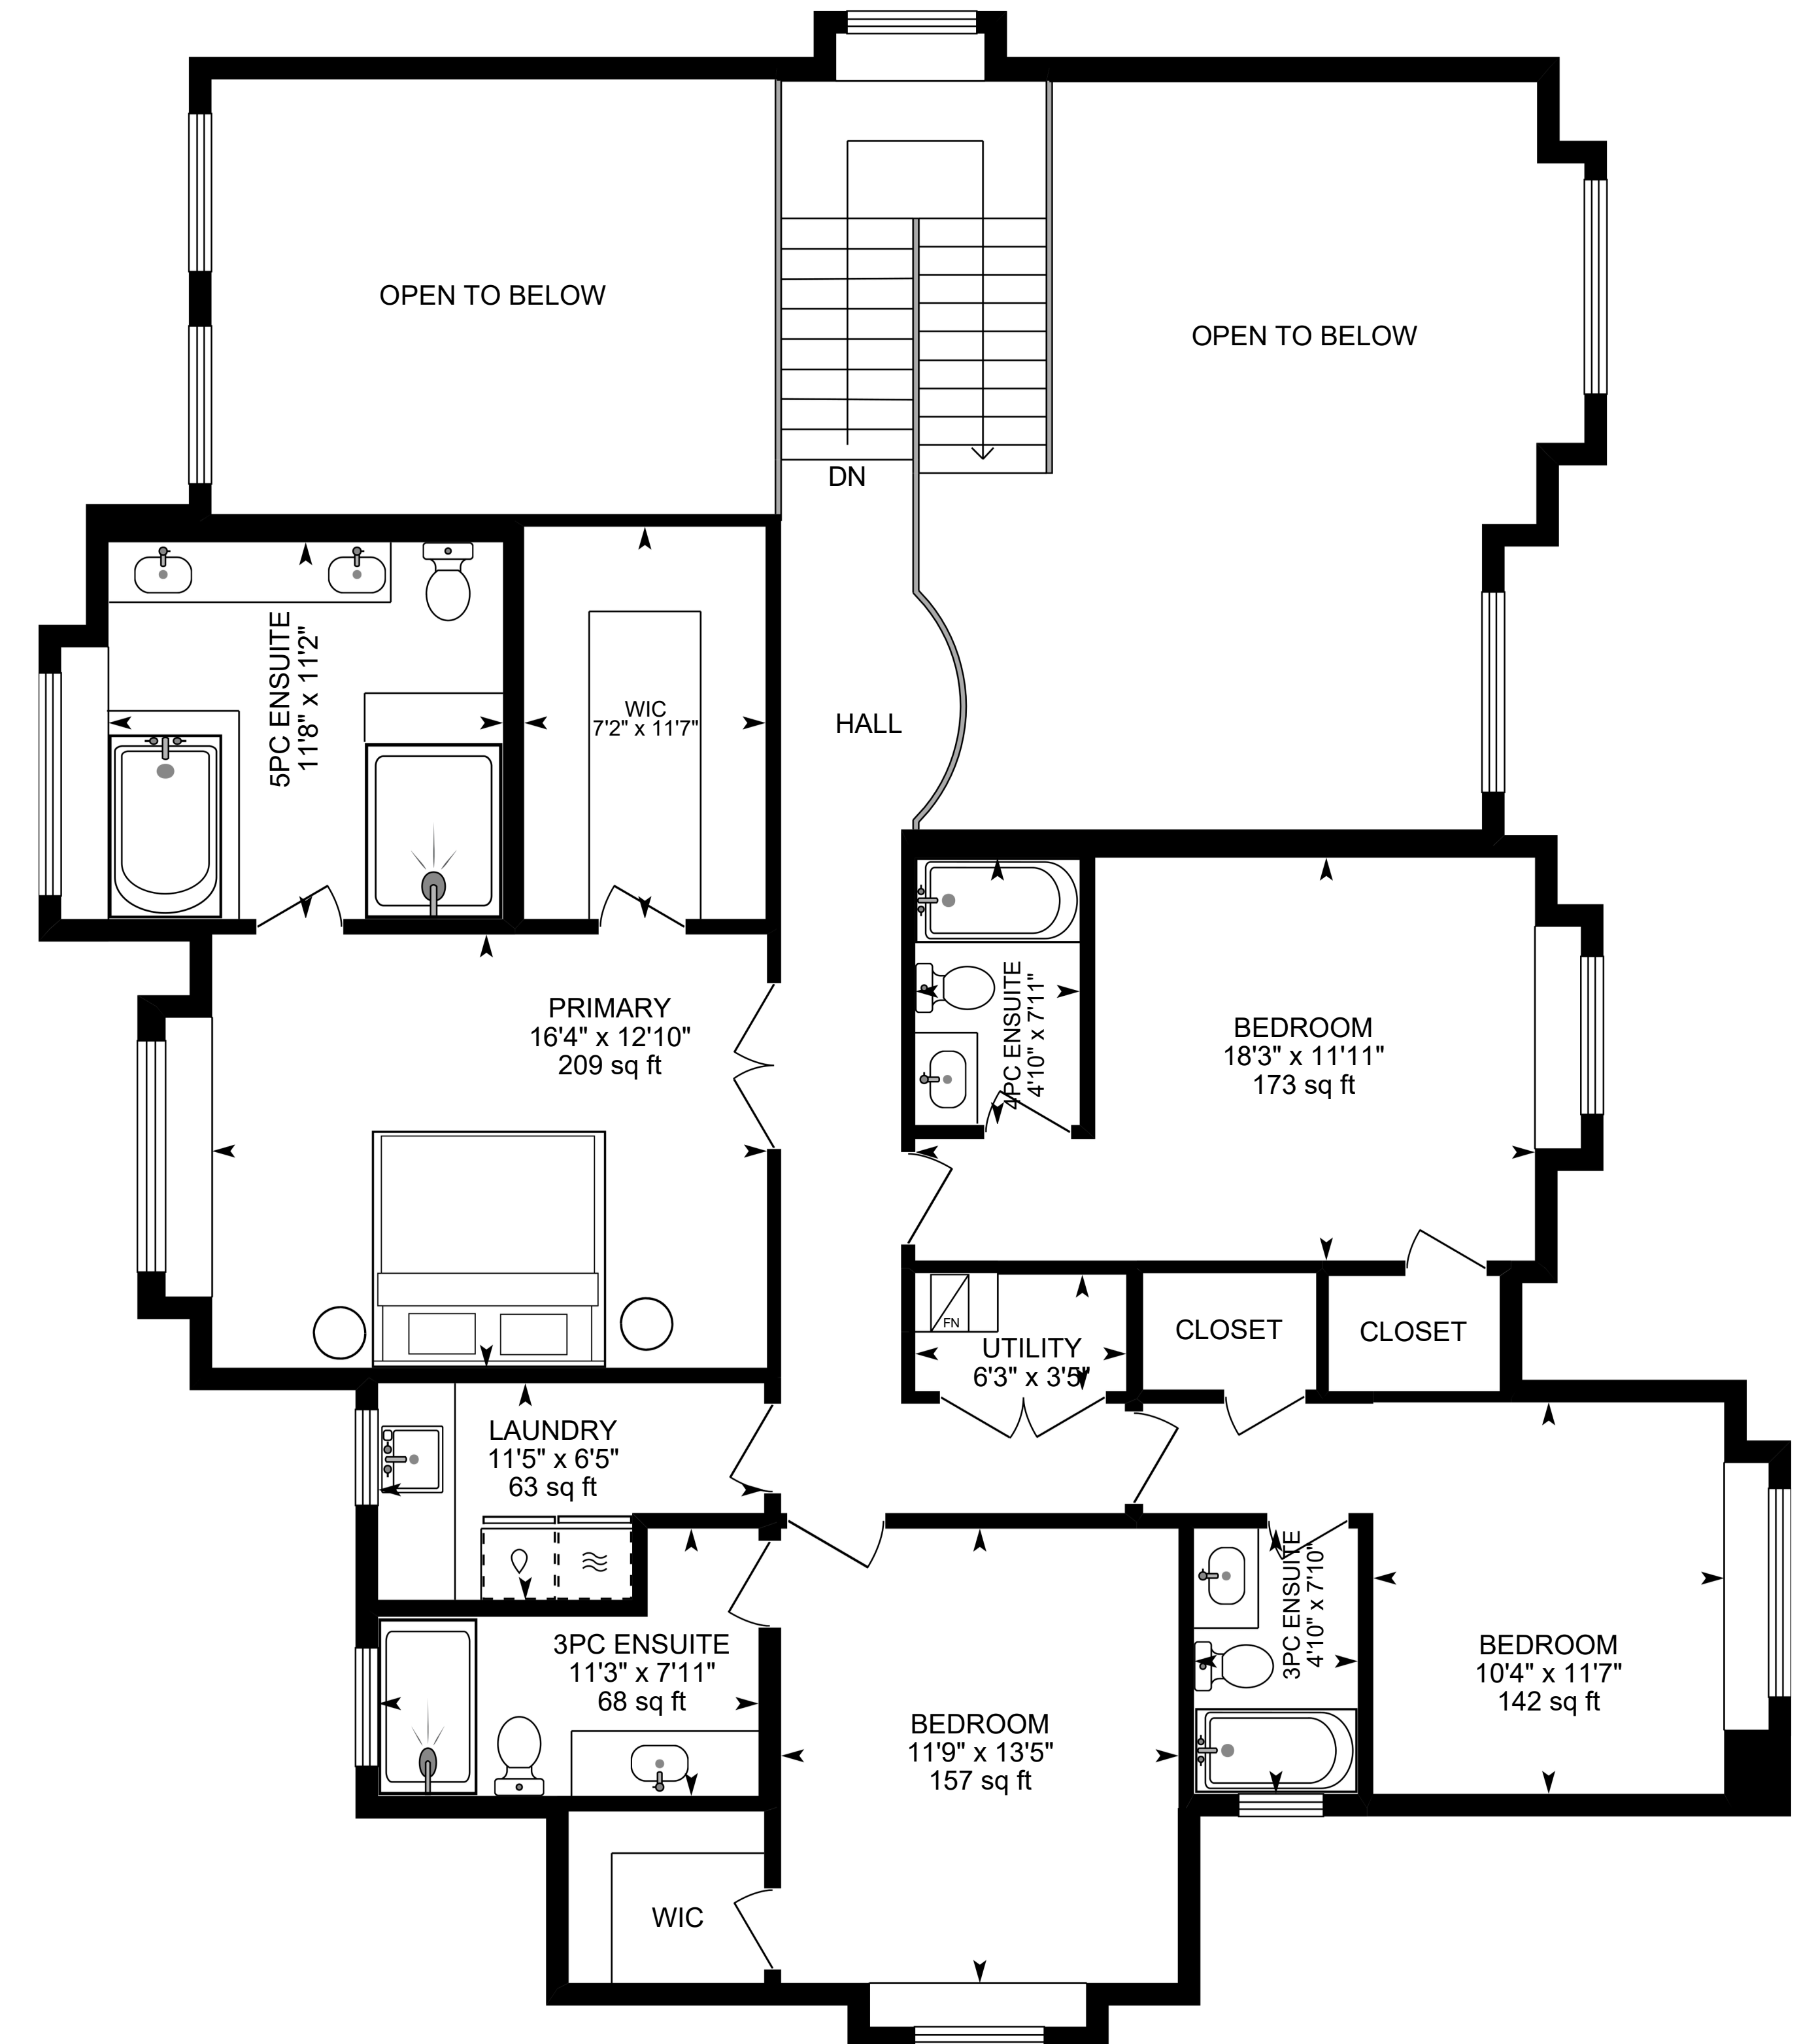 OPEN TO BELOW
OPEN TO BELOW
DN
5PC ENSUITE
11'8" x 11'2"
WIC
7'2" x 11'7"
HALL
PRIMARY
16'4" x 12'10"
209 sq ft
4PC ENSUITE
4'10" x 7'11"
BEDROOM
18'3" x 11'11"
173 sq ft
FN
UTILITY
6'3" x 3'5"
CLOSET
CLOSET
LAUNDRY
11'5" x 6'5"
63 sq ft
3PC ENSUITE
11'3" x 7'11"
68 sq ft
BEDROOM
11'9" x 13'5"
157 sq ft
3PC ENSUITE
4'10" x 7'10"
BEDROOM
10'4" x 11'7"
142 sq ft
WIC